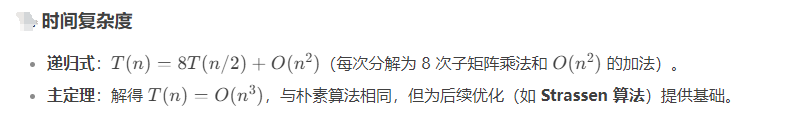 时间复杂度
递归式：T(n) = 8T(n/2) + O(n²)（每次分解为 8 次子矩阵乘法和 O(n²) 的加法）。
主定理：解得 T(n) = O(n³)，与朴素算法相同，但为后续优化（如 Strassen 算法）提供基础。